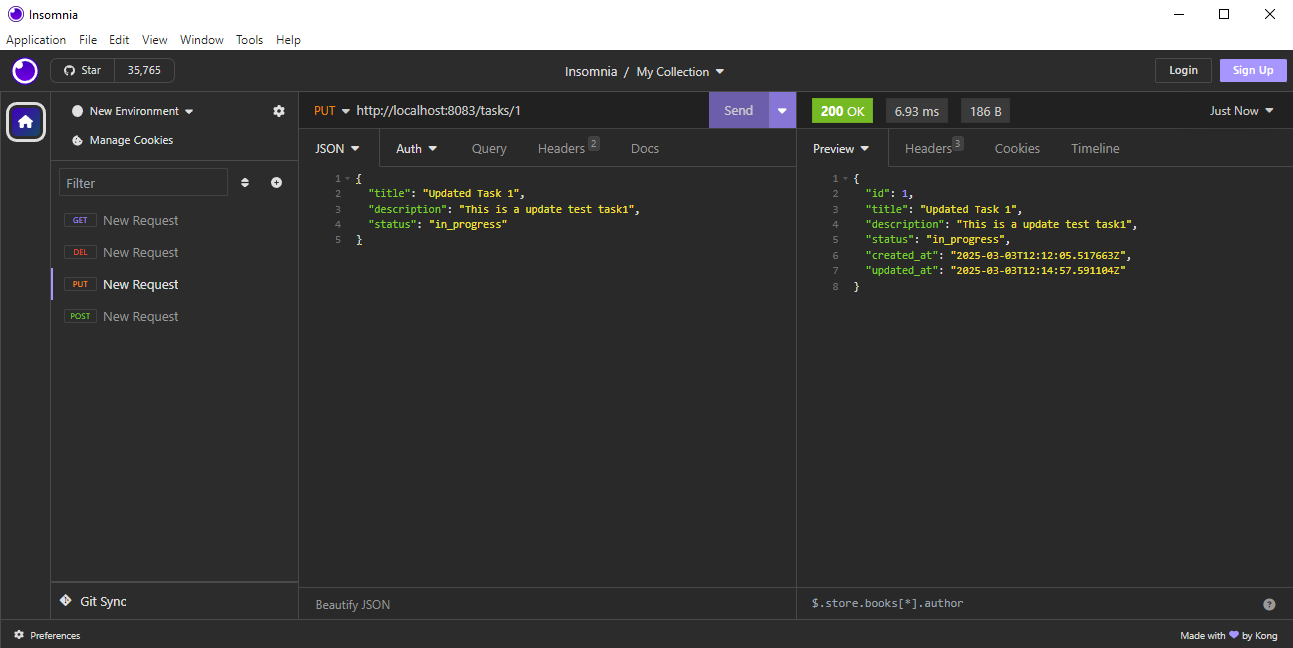 Insomnia
Application File Edit View Window Tools Help
Star 35,765
Insomnia / My Collection
Login Sign Up
New Environment
Manage Cookies
Filter
GET New Request
DEL New Request
PUT New Request
POST New Request
Git Sync
PUT http://localhost:8083/tasks/1 Send
JSON Auth Query Headers 2 Docs
1 {
2 "title": "Updated Task 1",
3 "description": "This is a update test task1",
4 "status": "in_progress"
5 }
Beautify JSON
200 OK 6.93 ms 186 B Just Now
Preview Headers 3 Cookies Timeline
1 {
2 "id": 1,
3 "title": "Updated Task 1",
4 "description": "This is a update test task1",
5 "status": "in_progress",
6 "created_at": "2025-03-03T12:12:05.517663Z",
7 "updated_at": "2025-03-03T12:14:57.591104Z"
8 }
$.store.books[*].author ?
Preferences
Made with 💜 by Kong